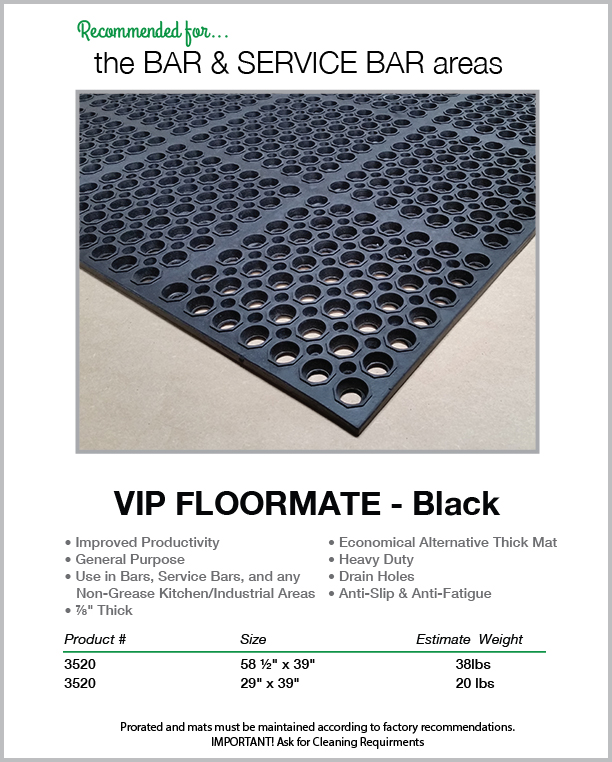 Recommended for...
the BAR & SERVICE BAR areas
VIP FLOORMATE - Black
• Improved Productivity
• General Purpose
• Use in Bars, Service Bars, and any
Non-Grease Kitchen/Industrial Areas
• ⅞" Thick
• Economical Alternative Thick Mat
• Heavy Duty
• Drain Holes
• Anti-Slip & Anti-Fatigue
Product # Size Estimate Weight
3520 58 ½" x 39" 38lbs
3520 29" x 39" 20 lbs
Prorated and mats must be maintained according to factory recommendations.
IMPORTANT! Ask for Cleaning Requirments